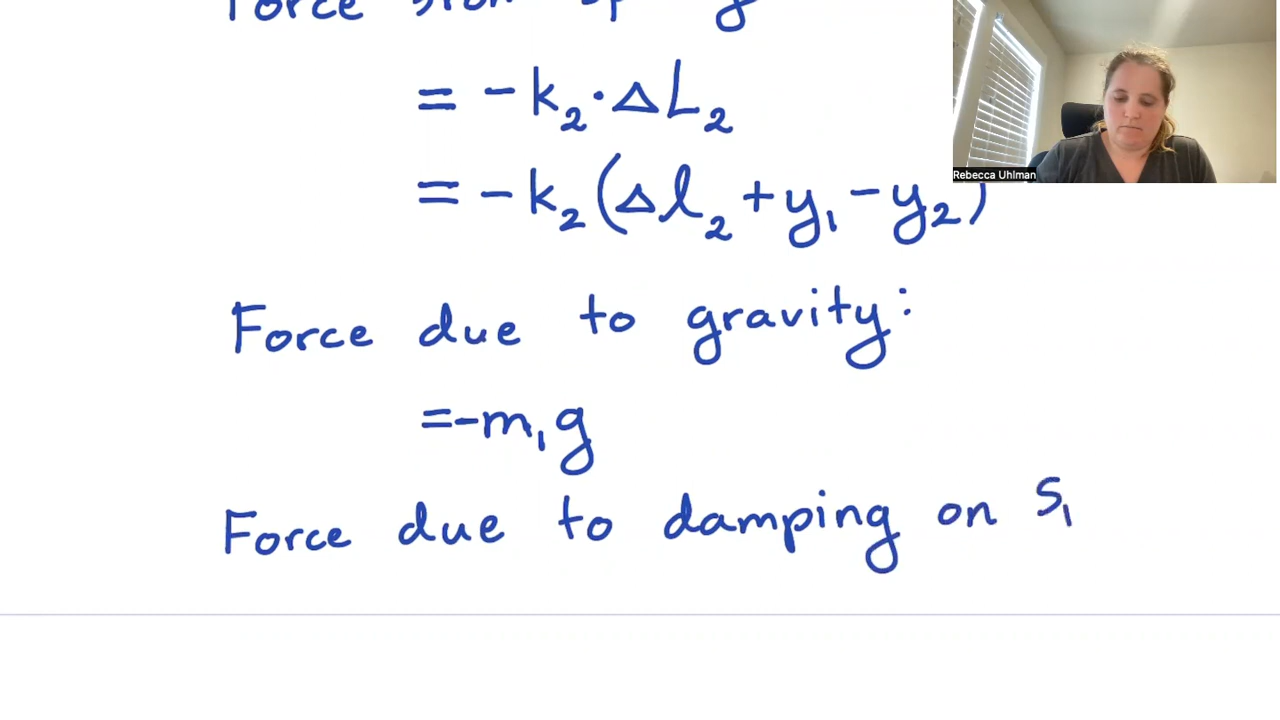 Force
= -k₂·ΔL₂
= -k₂(Δl₂ + y₁ - y₂)
Rebecca Uhlman
Force due to gravity:
=-m₁g
Force due to damping on S₁